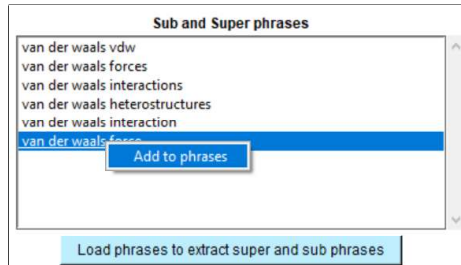 Sub and Super phrases
van der waals vdw
van der waals forces
van der waals interactions
van der waals heterostructures
van der waals interaction
van der waals force
Add to phrases
Load phrases to extract super and sub phrases